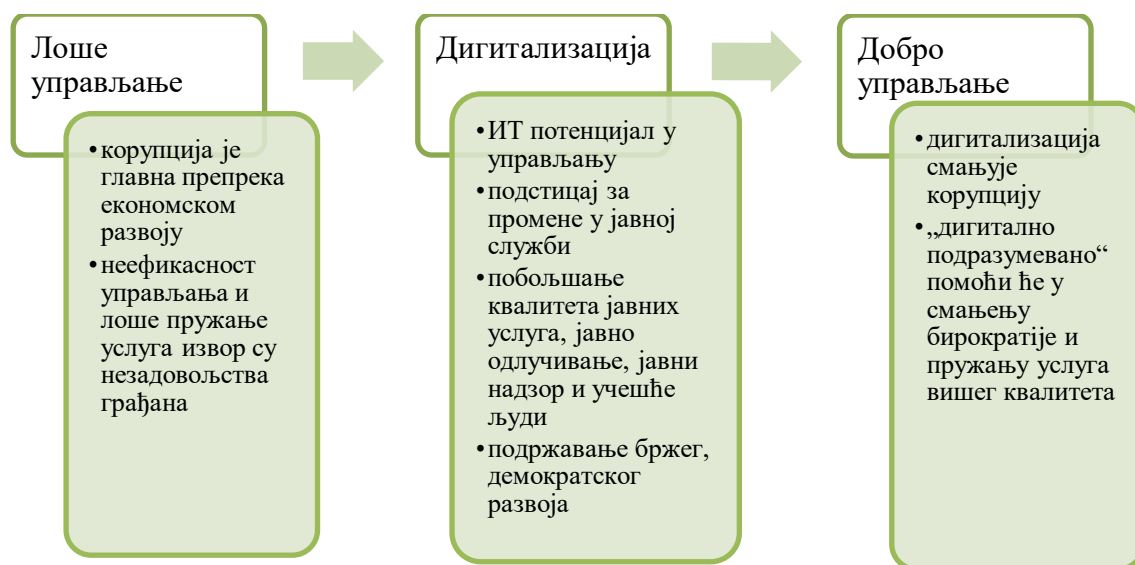 Лоше
управљање
•корупција је
главна препрека
економском
развоју
•неефикасност
управљања и
лоше пружање
услуга извор су
незадовољства
грађана
Дигитализација
•ИТ потенцијал у
управљању
•подстицај за
промене у јавној
служби
•побољшање
квалитета јавних
услуга, јавно
одлучивање, јавни
надзор и учешће
људи
•подржавање бржег,
демократског
развоја
Добро
управљање
•дигитализација
смањује
корупцију
•„дигитално
подразумевано“
помоћи ће у
смањењу
бирократије и
пружању услуга
вишег квалитета